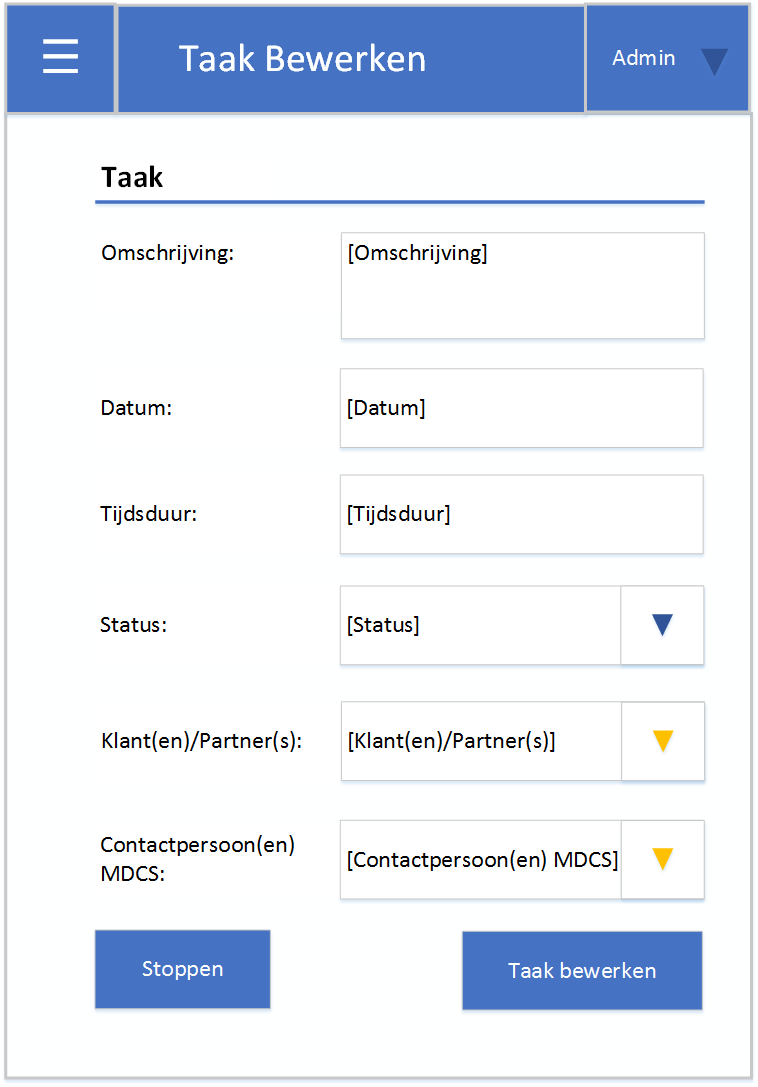 Taak Bewerken
Admin
Taak
Omschrijving:
[Omschrijving]
Datum:
[Datum]
Tijdsduur:
[Tijdsduur]
Status:
[Status]
Klant(en)/Partner(s):
[Klant(en)/Partner(s)]
Contactpersoon(en)
MDCS:
[Contactpersoon(en) MDCS]
Stoppen
Taak bewerken